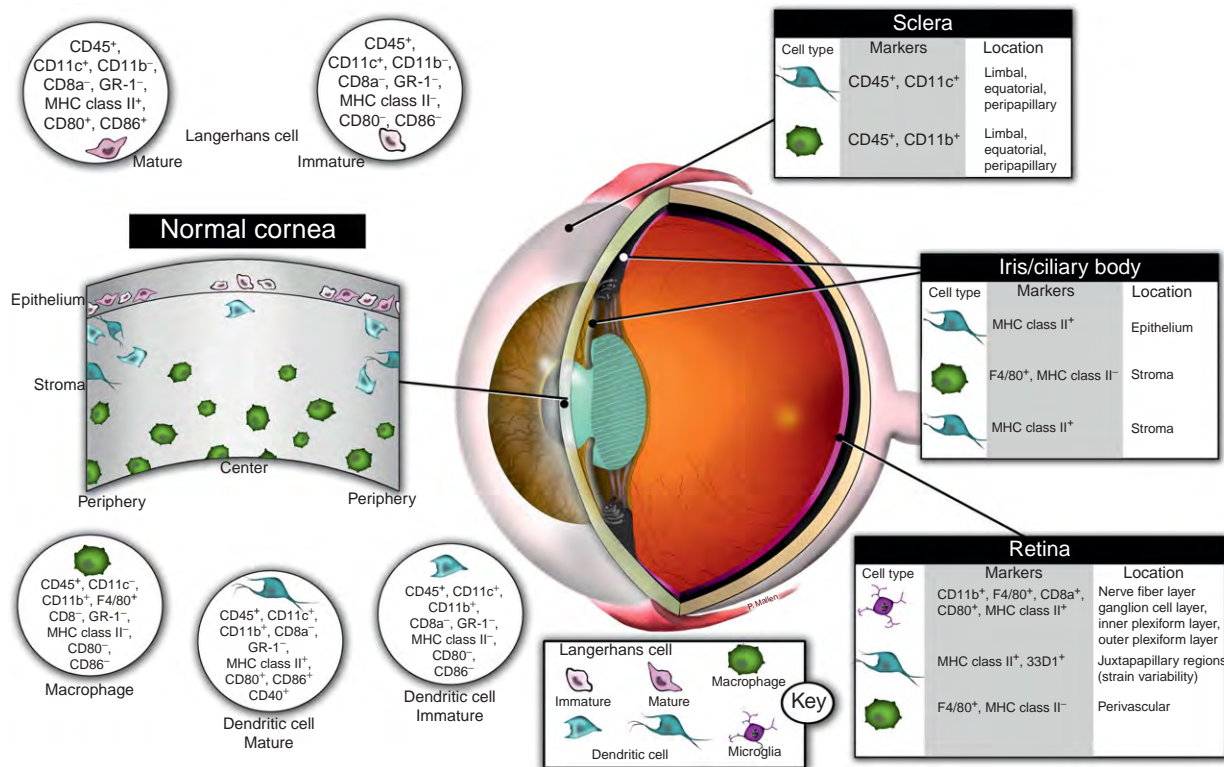 CD45⁺,
CD11c⁺, CD11b⁻,
CD8a⁻, GR-1⁻,
MHC class II⁺,
CD80⁺, CD86⁺
Mature
Langerhans cell
CD45⁺,
CD11c⁺, CD11b⁻,
CD8a⁻, GR-1⁻,
MHC class II⁻,
CD80⁻, CD86⁻
Immature
Sclera
Cell type Markers Location
CD45⁺, CD11c⁺
Limbal,
equatorial,
peripapillary
CD45⁺, CD11b⁺
Limbal,
equatorial,
peripapillary
Normal cornea
Epithelium
Stroma
Center
Periphery
Periphery
Iris/ciliary body
Cell type Markers Location
MHC class II⁺ Epithelium
F4/80⁺, MHC class II⁻ Stroma
MHC class II⁺ Stroma
CD45⁺, CD11c⁻,
CD11b⁺, F4/80⁺
CD8⁻, GR-1⁻,
MHC class II⁻,
CD80⁻,
CD86⁻
Macrophage
CD45⁺, CD11c⁺
CD11b⁺, CD8a⁻,
GR-1⁻,
MHC class II⁺,
CD80⁺, CD86⁺
CD40⁺
Dendritic cell
Mature
CD45⁺, CD11c⁺,
CD11b⁺,
CD8a⁻, GR-1⁻,
MHC class II⁻,
CD80⁻,
CD86⁻
Dendritic cell
Immature
P. Mallen
Langerhans cell
Immature
Mature
Macrophage
Dendritic cell
Microglia
Key
Retina
Cell type Markers Location
CD11b⁺, F4/80⁺, CD8a⁺,
CD80⁺, MHC class II⁺
Nerve fiber layer,
ganglion cell layer,
inner plexiform layer,
outer plexiform layer
MHC class II⁺, 33D1⁺
Juxtapapillary regions
(strain variability)
F4/80⁺, MHC class II⁻ Perivascular